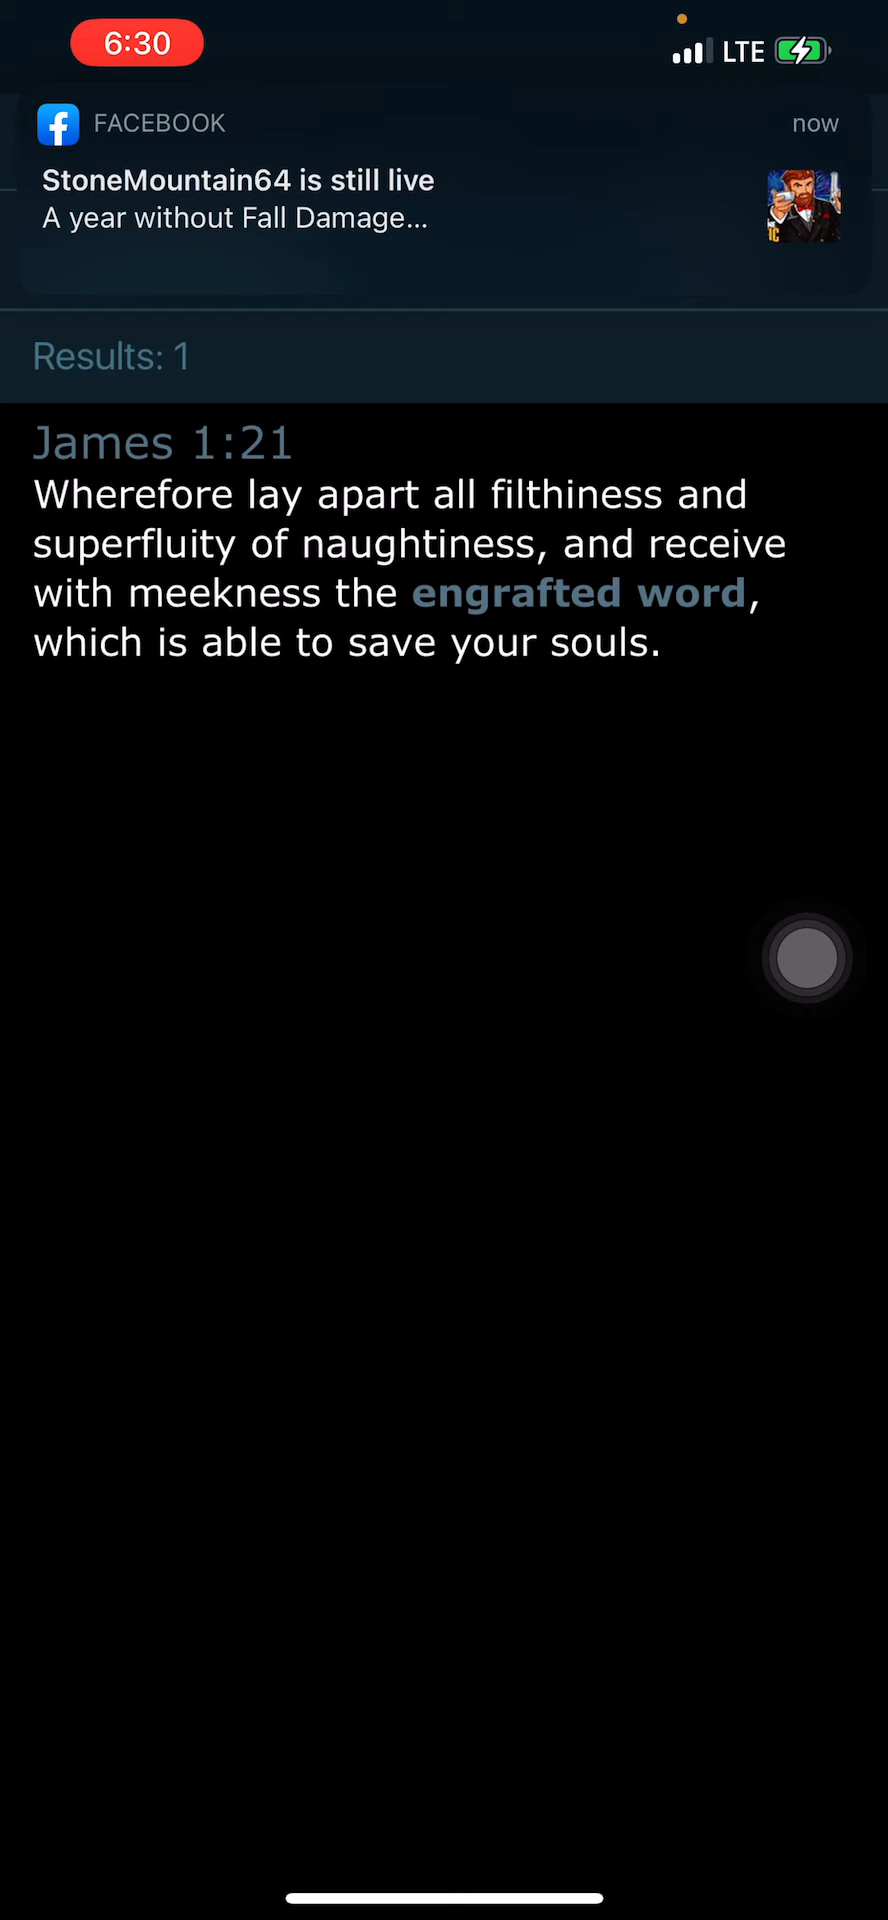 6:30
LTE
FACEBOOK
now
StoneMountain64 is still live
A year without Fall Damage...
Results: 1
James 1:21
Wherefore lay apart all filthiness and
superfluity of naughtiness, and receive
with meekness the engrafted word,
which is able to save your souls.